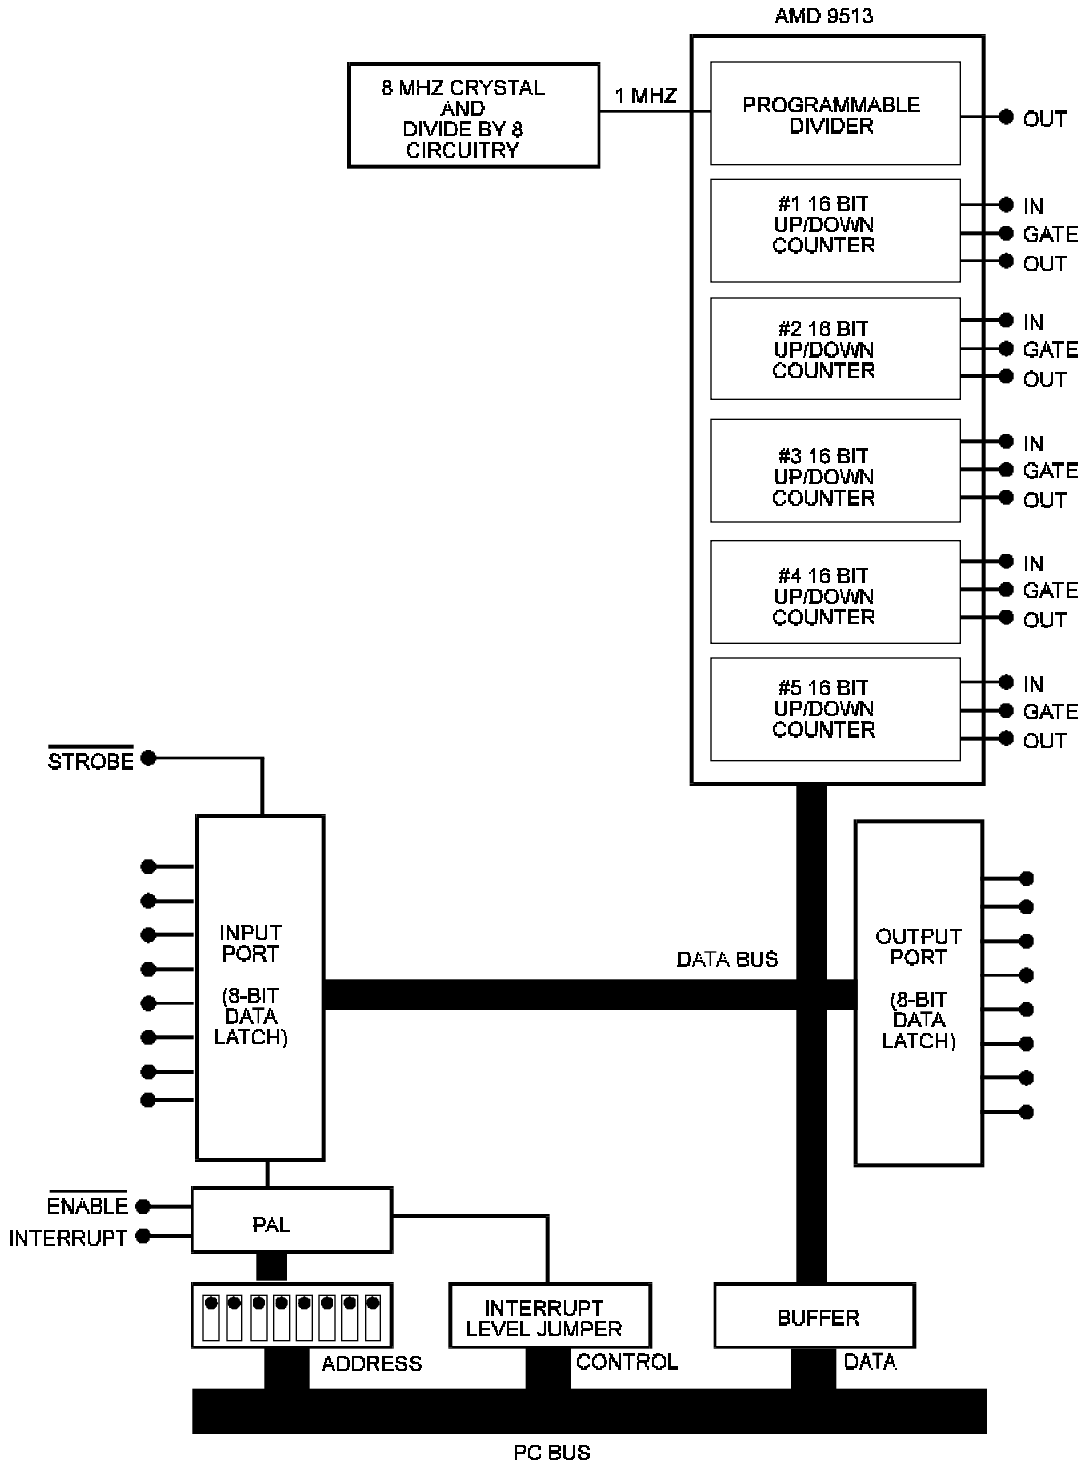 AMD 9513
8 MHZ CRYSTAL
AND
DIVIDE BY 8
CIRCUITRY
1 MHZ
PROGRAMMABLE
DIVIDER
OUT
#1 16 BIT
UP/DOWN
COUNTER
IN
GATE
OUT
#2 16 BIT
UP/DOWN
COUNTER
IN
GATE
OUT
#3 16 BIT
UP/DOWN
COUNTER
IN
GATE
OUT
#4 16 BIT
UP/DOWN
COUNTER
IN
GATE
OUT
#5 16 BIT
UP/DOWN
COUNTER
IN
GATE
OUT
STROBE
INPUT
PORT
(8-BIT
DATA
LATCH)
DATA BUS
OUTPUT
PORT
(8-BIT
DATA
LATCH)
ENABLE
INTERRUPT
PAL
INTERRUPT
LEVEL JUMPER
BUFFER
ADDRESS
CONTROL
DATA
PC BUS